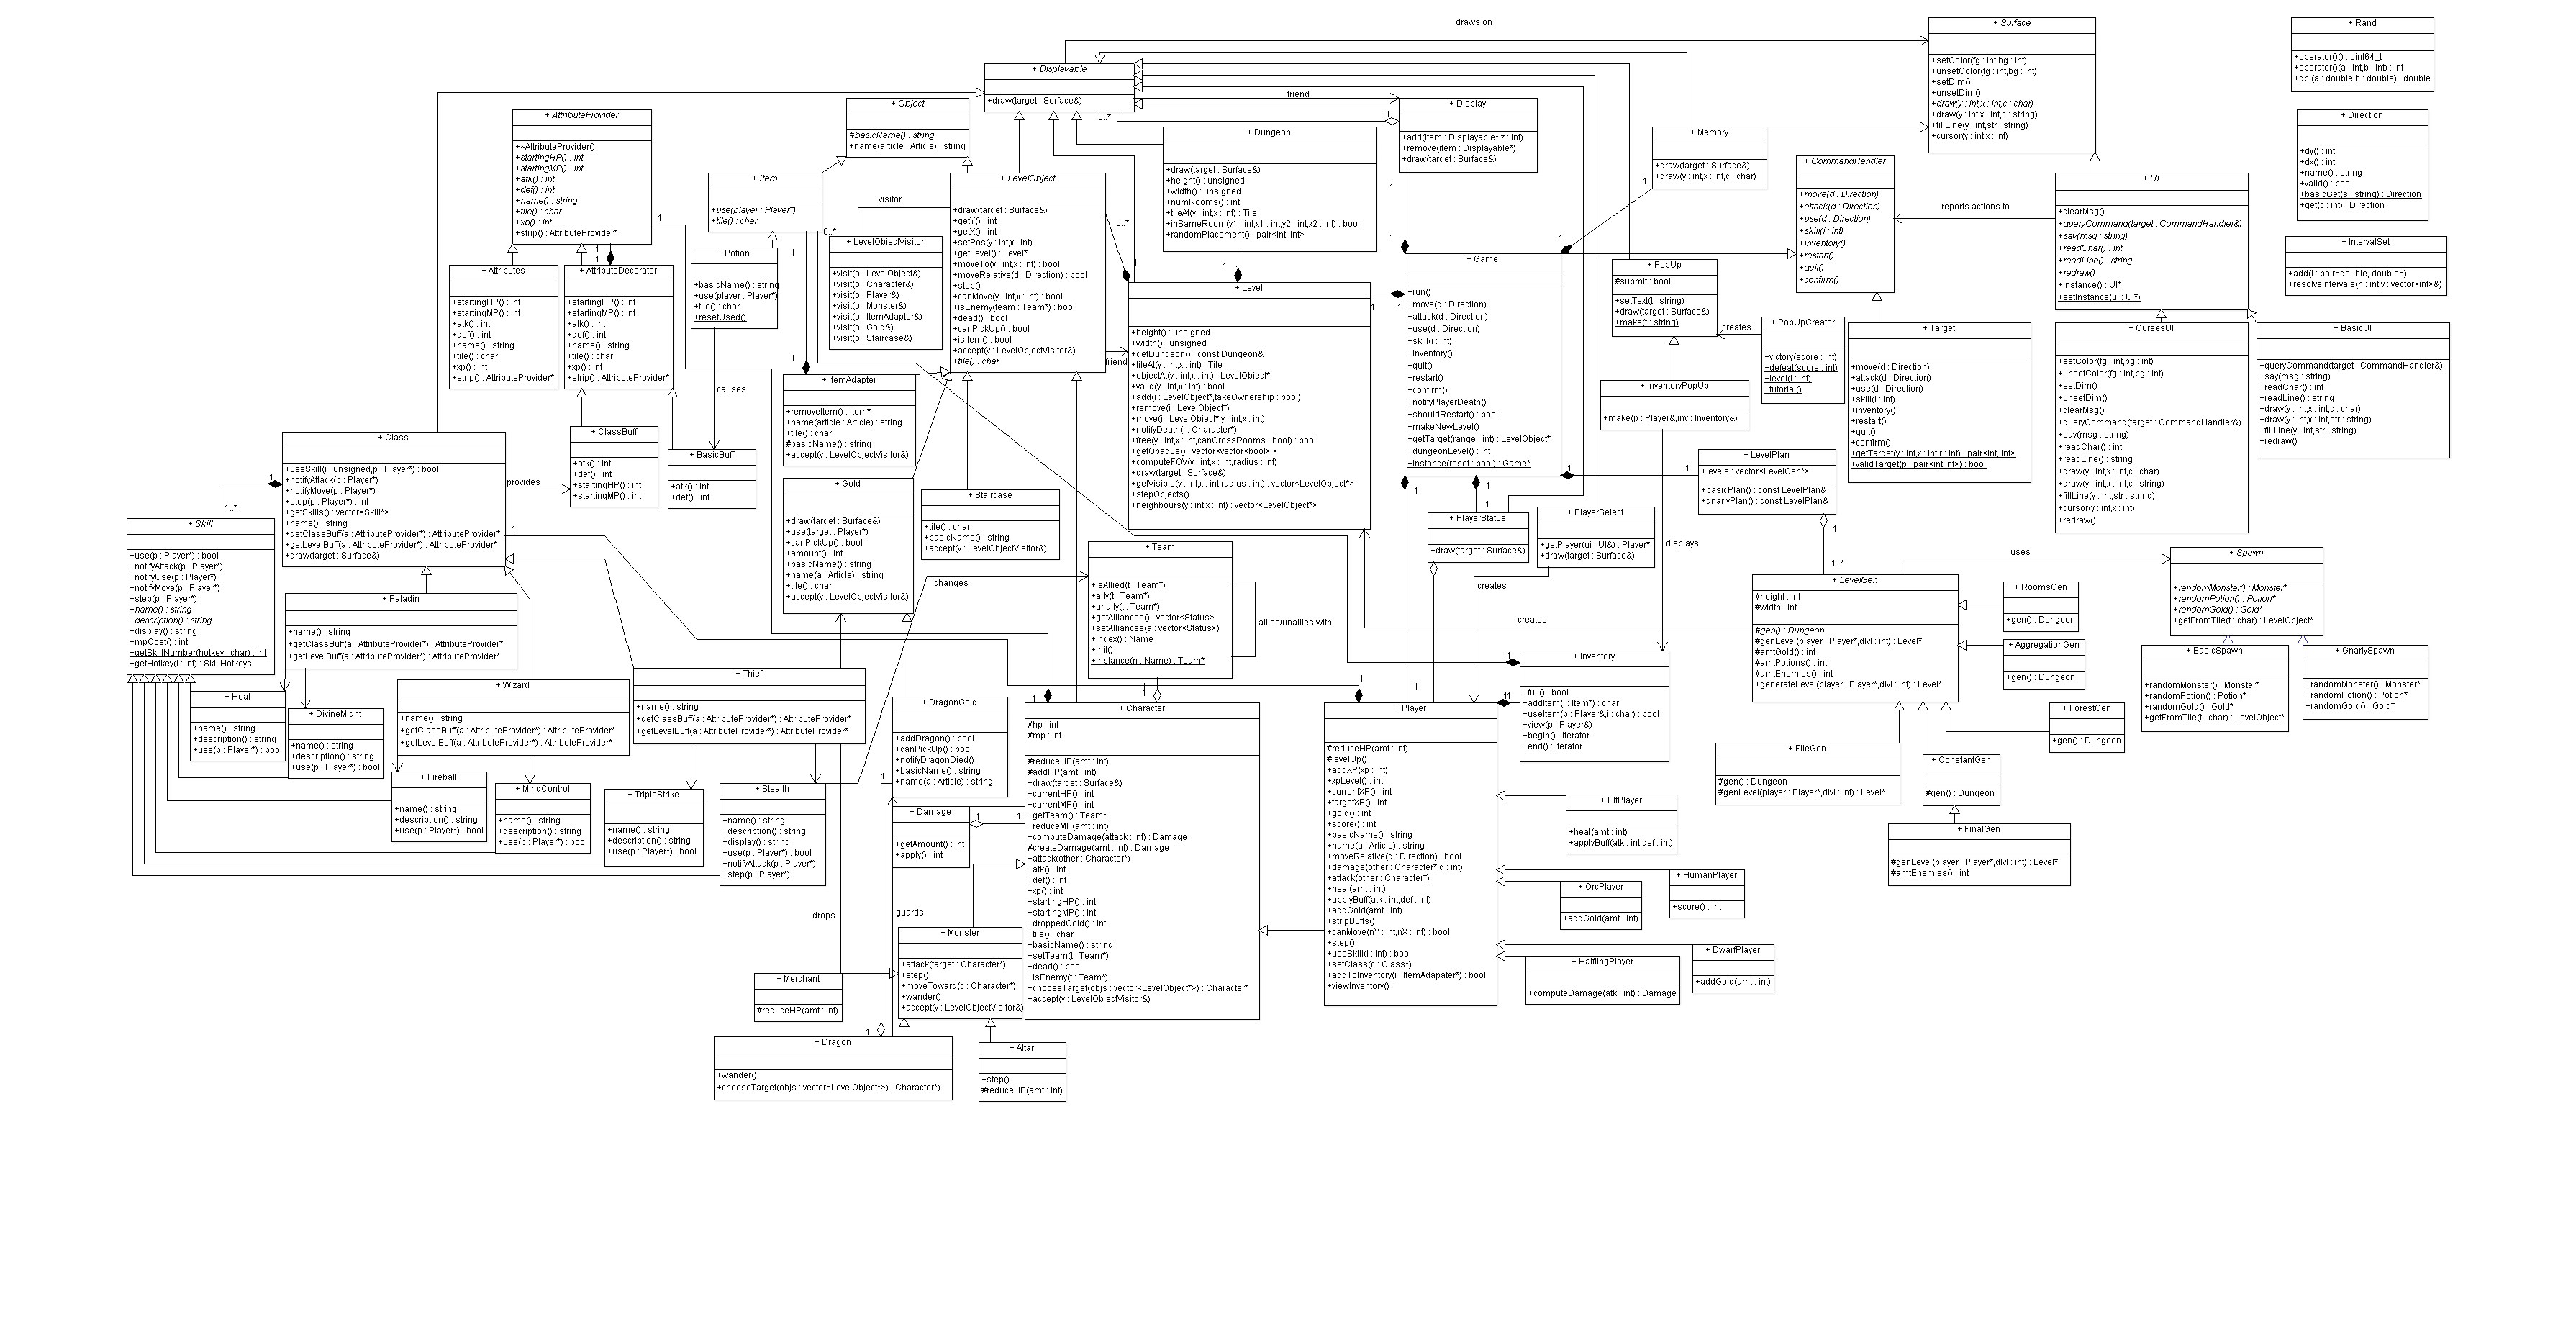 draws on
+ Surface
+setColor(fg : int,bg : int)
+unsetColor(fg : int,bg : int)
+setDim()
+unsetDim()
+draw(y : int,x : int,c : char)
+draw(y : int,x : int,c : string)
+fillLine(y : int,str : string)
+cursor(y : int,x : int)
+ Rand
+operator()() : uint64_t
+operator()(a : int,b : int) : int
+dbl(a : double,b : double) : double
+ Displayable
+draw(target : Surface&)
friend
0..*
1
+ Display
+add(item : Displayable*,z : int)
+remove(item : Displayable*)
+draw(target : Surface&)
1
+ AttributeProvider
+~AttributeProvider()
+startingHP() : int
+startingMP() : int
+atk() : int
+def() : int
+name() : string
+tile() : char
+xp() : int
+strip() : AttributeProvider*
1
1
1
+ Object
#basicName() : string
+name(article : Article) : string
+ Dungeon
+draw(target : Surface&)
+height() : unsigned
+width() : unsigned
+numRooms() : int
+tileAt(y : int,x : int) : Tile
+inSameRoom(y1 : int,x1 : int,y2 : int,x2 : int) : bool
+randomPlacement() : pair<int, int>
1
+ Memory
+draw(target : Surface&)
+draw(y : int,x : int,c : char)
1
1
+ CommandHandler
+move(d : Direction)
+attack(d : Direction)
+use(d : Direction)
+skill(i : int)
+inventory()
+restart()
+quit()
+confirm()
reports actions to
+ UI
+clearMsg()
+queryCommand(target : CommandHandler&)
+say(msg : string)
+readChar() : int
+readLine() : string
+redraw()
+instance() : UI*
+setInstance(ui : UI*)
+ Direction
+dy() : int
+dx() : int
+name() : string
+valid() : bool
+basicGet(s : string) : Direction
+get(c : int) : Direction
+ IntervalSet
+add(i : pair<double, double>)
+resolveIntervals(n : int,v : vector<int>&)
+ Item
+use(player : Player*)
+tile() : char
0..*
1
1
visitor
+ LevelObject
+draw(target : Surface&)
+getY() : int
+getX() : int
+setPos(y : int,x : int)
+getLevel() : Level*
+moveTo(y : int,x : int) : bool
+moveRelative(d : Direction) : bool
+step()
+canMove(y : int,x : int) : bool
+isEnemy(team : Team*) : bool
+dead() : bool
+canPickUp() : bool
+isItem() : bool
+accept(v : LevelObjectVisitor&)
+tile() : char
0..*
1
friend
+ LevelObjectVisitor
+visit(o : LevelObject&)
+visit(o : Character&)
+visit(o : Player&)
+visit(o : Monster&)
+visit(o : ItemAdapter&)
+visit(o : Gold&)
+visit(o : Staircase&)
+ Potion
+basicName() : string
+use(player : Player*)
+tile() : char
+resetUsed()
causes
+ Attributes
+startingHP() : int
+startingMP() : int
+atk() : int
+def() : int
+name() : string
+tile() : char
+xp() : int
+strip() : AttributeProvider*
+ AttributeDecorator
+startingHP() : int
+startingMP() : int
+atk() : int
+def() : int
+name() : string
+tile() : char
+xp() : int
+strip() : AttributeProvider*
+ Level
+height() : unsigned
+width() : unsigned
+getDungeon() : const Dungeon&
+tileAt(y : int,x : int) : Tile
+objectAt(y : int,x : int) : LevelObject*
+valid(y : int,x : int) : bool
+add(i : LevelObject*,takeOwnership : bool)
+remove(i : LevelObject*)
+move(i : LevelObject*,y : int,x : int)
+notifyDeath(i : Character*)
+free(y : int,x : int,canCrossRooms : bool) : bool
+getOpaque() : vector<vector<bool> >
+computeFOV(y : int,x : int,radius : int)
+draw(target : Surface&)
+getVisible(y : int,x : int,radius : int) : vector<LevelObject*>
+stepObjects()
+neighbours(y : int,x : int) : vector<LevelObject*>
1
1
+ Game
+run()
+move(d : Direction)
+attack(d : Direction)
+use(d : Direction)
+skill(i : int)
+inventory()
+quit()
+restart()
+confirm()
+notifyPlayerDeath()
+shouldRestart() : bool
+makeNewLevel()
+getTarget(range : int) : LevelObject*
+dungeonLevel() : int
+instance(reset : bool) : Game*
1
1
1
1
1
+ PopUp
#submit : bool
+setText(t : string)
+draw(target : Surface&)
+make(t : string)
creates
+ PopUpCreator
+victory(score : int)
+defeat(score : int)
+level(l : int)
+tutorial()
+ InventoryPopUp
+make(p : Player&,inv : Inventory&)
displays
+ Target
+move(d : Direction)
+attack(d : Direction)
+use(d : Direction)
+skill(i : int)
+inventory()
+restart()
+quit()
+confirm()
+getTarget(y : int,x : int,r : int) : pair<int, int>
+validTarget(p : pair<int,int>) : bool
+ CursesUI
+setColor(fg : int,bg : int)
+unsetColor(fg : int,bg : int)
+setDim()
+unsetDim()
+clearMsg()
+queryCommand(target : CommandHandler&)
+say(msg : string)
+readChar() : int
+readLine() : string
+draw(y : int,x : int,c : char)
+draw(y : int,x : int,c : string)
+fillLine(y : int,str : string)
+cursor(y : int,x : int)
+redraw()
+ BasicUI
+queryCommand(target : CommandHandler&)
+say(msg : string)
+readChar() : int
+readLine() : string
+draw(y : int,x : int,c : char)
+draw(y : int,x : int,str : string)
+fillLine(y : int,str : string)
+redraw()
+ ItemAdapter
+removeItem() : Item*
+name(article : Article) : string
+tile() : char
#basicName() : string
+accept(v : LevelObjectVisitor&)
+ Class
+useSkill(i : unsigned,p : Player*) : bool
+notifyAttack(p : Player*)
+notifyMove(p : Player*)
+step(p : Player*) : int
+getSkills() : vector<Skill*>
+name() : string
+getClassBuff(a : AttributeProvider*) : AttributeProvider*
+getLevelBuff(a : AttributeProvider*) : AttributeProvider*
+draw(target : Surface&)
1
1..*
provides
1
+ ClassBuff
+atk() : int
+def() : int
+startingHP() : int
+startingMP() : int
+ BasicBuff
+atk() : int
+def() : int
+ Gold
+draw(target : Surface&)
+use(target : Player*)
+canPickUp() : bool
+amount() : int
+basicName() : string
+name(a : Article) : string
+tile() : char
+accept(v : LevelObjectVisitor&)
+ Staircase
+tile() : char
+basicName() : string
+accept(v : LevelObjectVisitor&)
+ PlayerStatus
+draw(target : Surface&)
+ PlayerSelect
+getPlayer(ui : UI&) : Player*
+draw(target : Surface&)
creates
+ LevelPlan
+levels : vector<LevelGen*>
+basicPlan() : const LevelPlan&
+gnarlyPlan() : const LevelPlan&
1
1..*
+ Skill
+use(p : Player*) : bool
+notifyAttack(p : Player*)
+notifyUse(p : Player*)
+notifyMove(p : Player*)
+step(p : Player*)
+name() : string
+description() : string
+display() : string
+mpCost() : int
+getSkillNumber(hotkey : char) : int
+getHotkey(i : int) : SkillHotkeys
+ Team
+isAllied(t : Team*)
+ally(t : Team*)
+unally(t : Team*)
+getAlliances() : vector<Status>
+setAlliances(a : vector<Status>)
+index() : Name
+init()
+instance(n : Name) : Team*
changes
allies/unallies with
1
creates
+ LevelGen
#height : int
#width : int
#gen() : Dungeon
#genLevel(player : Player*,dlvl : int) : Level*
#amtGold() : int
#amtPotions() : int
#amtEnemies() : int
+generateLevel(player : Player*,dlvl : int) : Level*
uses
+ Spawn
+randomMonster() : Monster*
+randomPotion() : Potion*
+randomGold() : Gold*
+getFromTile(t : char) : LevelObject*
+ RoomsGen
+gen() : Dungeon
+ AggregationGen
+gen() : Dungeon
+ ForestGen
+gen() : Dungeon
+ BasicSpawn
+randomMonster() : Monster*
+randomPotion() : Potion*
+randomGold() : Gold*
+getFromTile(t : char) : LevelObject*
+ GnarlySpawn
+randomMonster() : Monster*
+randomPotion() : Potion*
+randomGold() : Gold*
+ Paladin
+name() : string
+getClassBuff(a : AttributeProvider*) : AttributeProvider*
+getLevelBuff(a : AttributeProvider*) : AttributeProvider*
+ Wizard
+name() : string
+getClassBuff(a : AttributeProvider*) : AttributeProvider*
+getLevelBuff(a : AttributeProvider*) : AttributeProvider*
+ Thief
+name() : string
+getClassBuff(a : AttributeProvider*) : AttributeProvider*
+getLevelBuff(a : AttributeProvider*) : AttributeProvider*
+ Heal
+name() : string
+description() : string
+use(p : Player*) : bool
+ DivineMight
+name() : string
+description() : string
+use(p : Player*) : bool
+ Fireball
+name() : string
+description() : string
+use(p : Player*) : bool
+ MindControl
+name() : string
+description() : string
+use(p : Player*) : bool
+ TripleStrike
+name() : string
+description() : string
+use(p : Player*) : bool
+ Stealth
+name() : string
+description() : string
+display() : string
+use(p : Player*) : bool
+notifyAttack(p : Player*)
+step(p : Player*)
+ DragonGold
+addDragon() : bool
+canPickUp() : bool
+notifyDragonDied()
+basicName() : string
+name(a : Article) : string
1
+ Damage
+getAmount() : int
+apply() : int
1
1
1
+ Character
#hp : int
#mp : int
#reduceHP(amt : int)
#addHP(amt : int)
+draw(target : Surface&)
+currentHP() : int
+currentMP() : int
+getTeam() : Team*
#reduceMP(amt : int)
+computeDamage(attack : int) : Damage
#createDamage(amt : int) : Damage
+attack(other : Character*)
+atk() : int
+def() : int
+xp() : int
+startingHP() : int
+startingMP() : int
+droppedGold() : int
+tile() : char
+basicName() : string
+setTeam(t : Team*)
+dead() : bool
+isEnemy(t : Team*)
+chooseTarget(objs : vector<LevelObject*>) : Character*
+accept(v : LevelObjectVisitor&)
1
1
11
+ Player
#reduceHP(amt : int)
#levelUp()
+addXP(xp : int)
+xpLevel() : int
+currentXP() : int
+targetXP() : int
+gold() : int
+score() : int
+basicName() : string
+name(a : Article) : string
+moveRelative(d : Direction) : bool
+damage(other : Character*,d : int)
+attack(other : Character*)
+heal(amt : int)
+applyBuff(atk : int,def : int)
+addGold(amt : int)
+stripBuffs()
+canMove(nY : int,nX : int) : bool
+step()
+useSkill(i : int) : bool
+setClass(c : Class*)
+addToInventory(i : ItemAdapater*) : bool
+viewInventory()
+ Inventory
+full() : bool
+addItem(i : Item*) : char
+useItem(p : Player&,i : char) : bool
+view(p : Player&)
+begin() : iterator
+end() : iterator
+ ElfPlayer
+heal(amt : int)
+applyBuff(atk : int,def : int)
+ HumanPlayer
+score() : int
+ OrcPlayer
+addGold(amt : int)
+ DwarfPlayer
+addGold(amt : int)
+ HalflingPlayer
+computeDamage(atk : int) : Damage
+ FileGen
#gen() : Dungeon
#genLevel(player : Player*,dlvl : int) : Level*
+ ConstantGen
#gen() : Dungeon
+ FinalGen
#genLevel(player : Player*,dlvl : int) : Level*
#amtEnemies() : int
drops
guards
+ Monster
+attack(target : Character*)
+step()
+moveToward(c : Character*)
+wander()
+accept(v : LevelObjectVisitor&)
+ Merchant
#reduceHP(amt : int)
1
+ Dragon
+wander()
+chooseTarget(objs : vector<LevelObject*>) : Character*)
+ Altar
+step()
#reduceHP(amt : int)